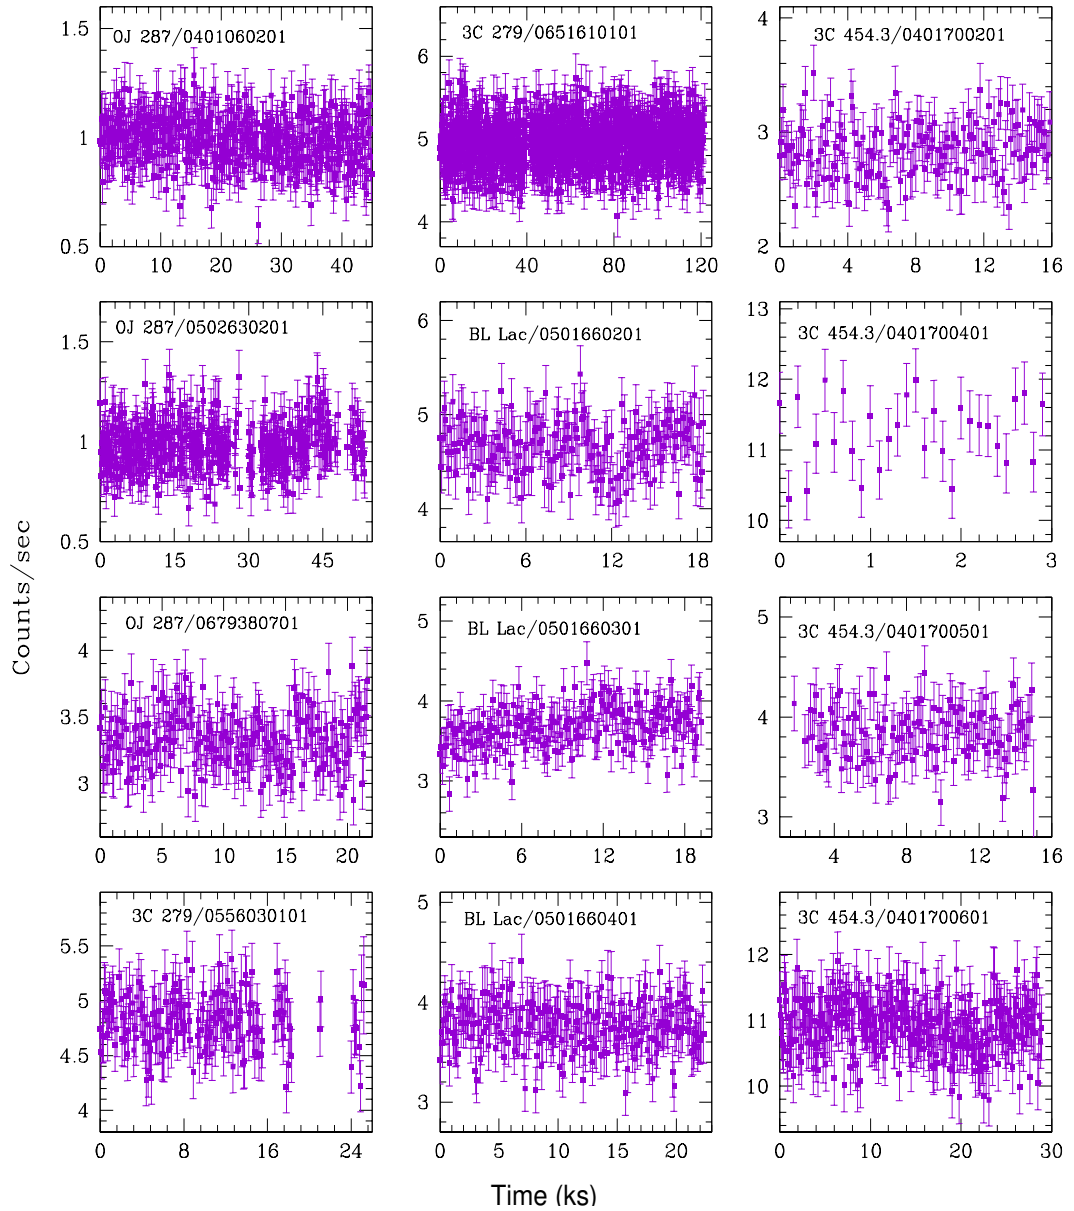 OJ 287/0401060201
1.5
1
0.5
0 10 20 30 40
3C 279/0651610101
6
5
4
0 40 80 120
3C 454.3/0401700201
4
3
2
0 4 8 12 16
OJ 287/0502630201
1.5
1
0.5
0 15 30 45
BL Lac/0501660201
6
5
4
0 6 12 18
3C 454.3/0401700401
13
12
11
10
0 1 2 3
OJ 287/0679380701
4
3.5
3
0 5 10 15 20
BL Lac/0501660301
5
4
3
0 6 12 18
3C 454.3/0401700501
5
4
3
4 8 12 16
3C 279/0556030101
5.5
5
4.5
4
0 8 16 24
BL Lac/0501660401
5
4
3
0 5 10 15 20
3C 454.3/0401700601
12
11
10
0 10 20 30
Counts/sec
Time (ks)